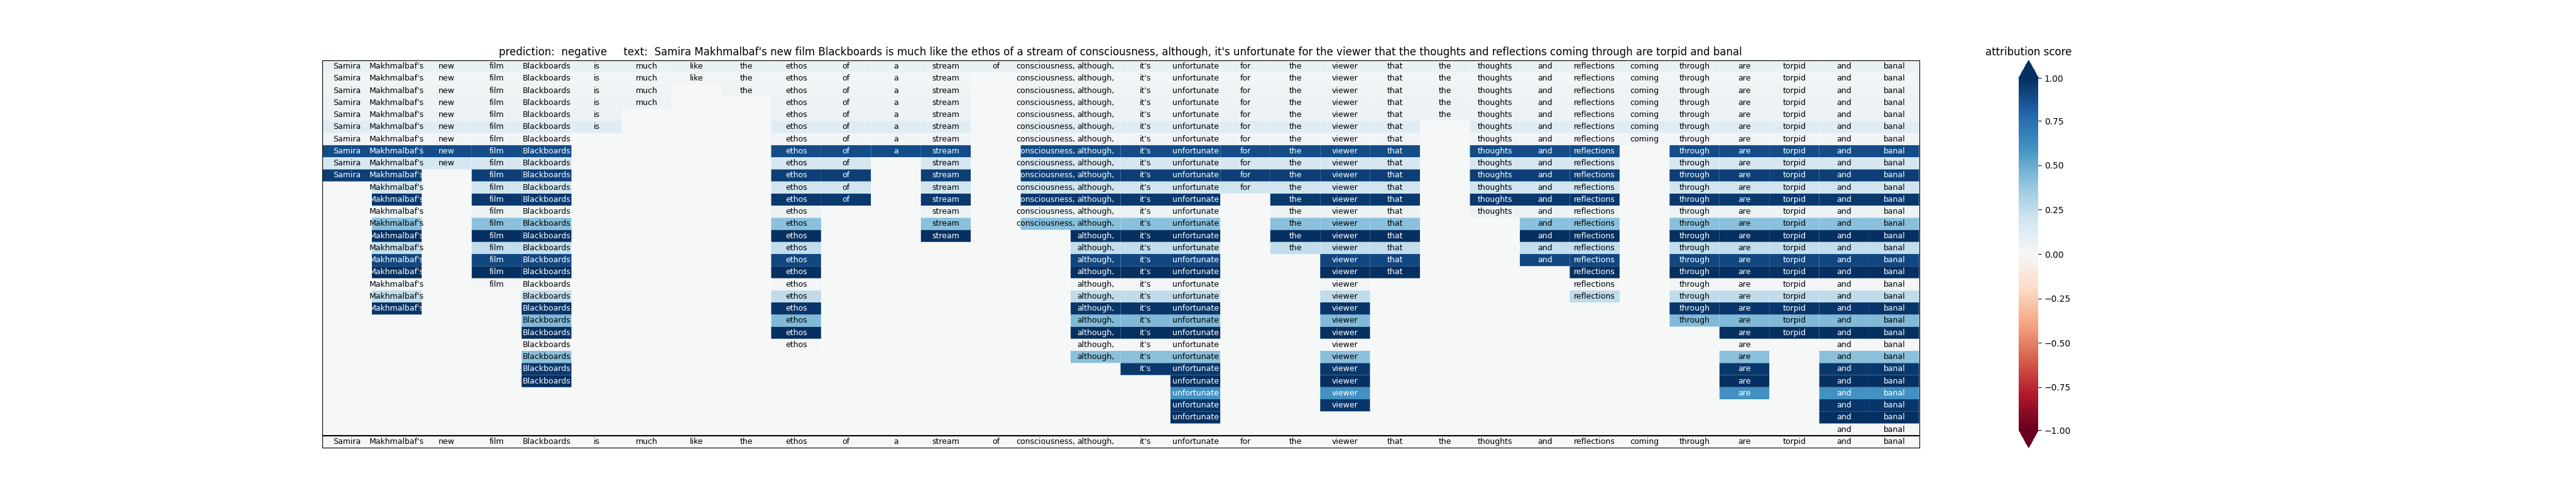 prediction: negative text: Samira Makhmalbaf's new film Blackboards is much like the ethos of a stream of consciousness, although, it's unfortunate for the viewer that the thoughts and reflections coming through are torpid and banal
attribution score
Samira Makhmalbaf's new film Blackboards is much like the ethos of a stream of consciousness, although, it's unfortunate for the viewer that the thoughts and reflections coming through are torpid and banal
Samira Makhmalbaf's new film Blackboards is much like the ethos of a stream consciousness, although, it's unfortunate for the viewer that the thoughts and reflections coming through are torpid and banal
Samira Makhmalbaf's new film Blackboards is much the ethos of a stream consciousness, although, it's unfortunate for the viewer that the thoughts and reflections coming through are torpid and banal
Samira Makhmalbaf's new film Blackboards is much ethos of a stream consciousness, although, it's unfortunate for the viewer that the thoughts and reflections coming through are torpid and banal
Samira Makhmalbaf's new film Blackboards is ethos of a stream consciousness, although, it's unfortunate for the viewer that the thoughts and reflections coming through are torpid and banal
Samira Makhmalbaf's new film Blackboards is ethos of a stream consciousness, although, it's unfortunate for the viewer that thoughts and reflections coming through are torpid and banal
Samira Makhmalbaf's new film Blackboards ethos of a stream consciousness, although, it's unfortunate for the viewer that thoughts and reflections coming through are torpid and banal
Samira Makhmalbaf's new film Blackboards ethos of a stream consciousness, although, it's unfortunate for the viewer that thoughts and reflections through are torpid and banal
Samira Makhmalbaf's new film Blackboards ethos of stream consciousness, although, it's unfortunate for the viewer that thoughts and reflections through are torpid and banal
Samira Makhmalbaf's film Blackboards ethos of stream consciousness, although, it's unfortunate for the viewer that thoughts and reflections through are torpid and banal
Makhmalbaf's film Blackboards ethos of stream consciousness, although, it's unfortunate for the viewer that thoughts and reflections through are torpid and banal
Makhmalbaf's film Blackboards ethos of stream consciousness, although, it's unfortunate the viewer that thoughts and reflections through are torpid and banal
Makhmalbaf's film Blackboards ethos stream consciousness, although, it's unfortunate the viewer that thoughts and reflections through are torpid and banal
Makhmalbaf's film Blackboards ethos stream consciousness, although, it's unfortunate the viewer that and reflections through are torpid and banal
Makhmalbaf's film Blackboards ethos stream although, it's unfortunate the viewer that and reflections through are torpid and banal
Makhmalbaf's film Blackboards ethos although, it's unfortunate the viewer that and reflections through are torpid and banal
Makhmalbaf's film Blackboards ethos although, it's unfortunate viewer that and reflections through are torpid and banal
Makhmalbaf's film Blackboards ethos although, it's unfortunate viewer that reflections through are torpid and banal
Makhmalbaf's film Blackboards ethos although, it's unfortunate viewer reflections through are torpid and banal
Makhmalbaf's Blackboards ethos although, it's unfortunate viewer reflections through are torpid and banal
Makhmalbaf's Blackboards ethos although, it's unfortunate viewer through are torpid and banal
Blackboards ethos although, it's unfortunate viewer through are torpid and banal
Blackboards ethos although, it's unfortunate viewer are torpid and banal
Blackboards ethos although, it's unfortunate viewer are and banal
Blackboards although, it's unfortunate viewer are and banal
Blackboards it's unfortunate viewer are and banal
Blackboards unfortunate viewer are and banal
unfortunate viewer are and banal
unfortunate viewer and banal
unfortunate and banal
and banal
Samira Makhmalbaf's new film Blackboards is much like the ethos of a stream of consciousness, although, it's unfortunate for the viewer that the thoughts and reflections coming through are torpid and banal
1.00
0.75
0.50
0.25
0.00
−0.25
−0.50
−0.75
−1.00